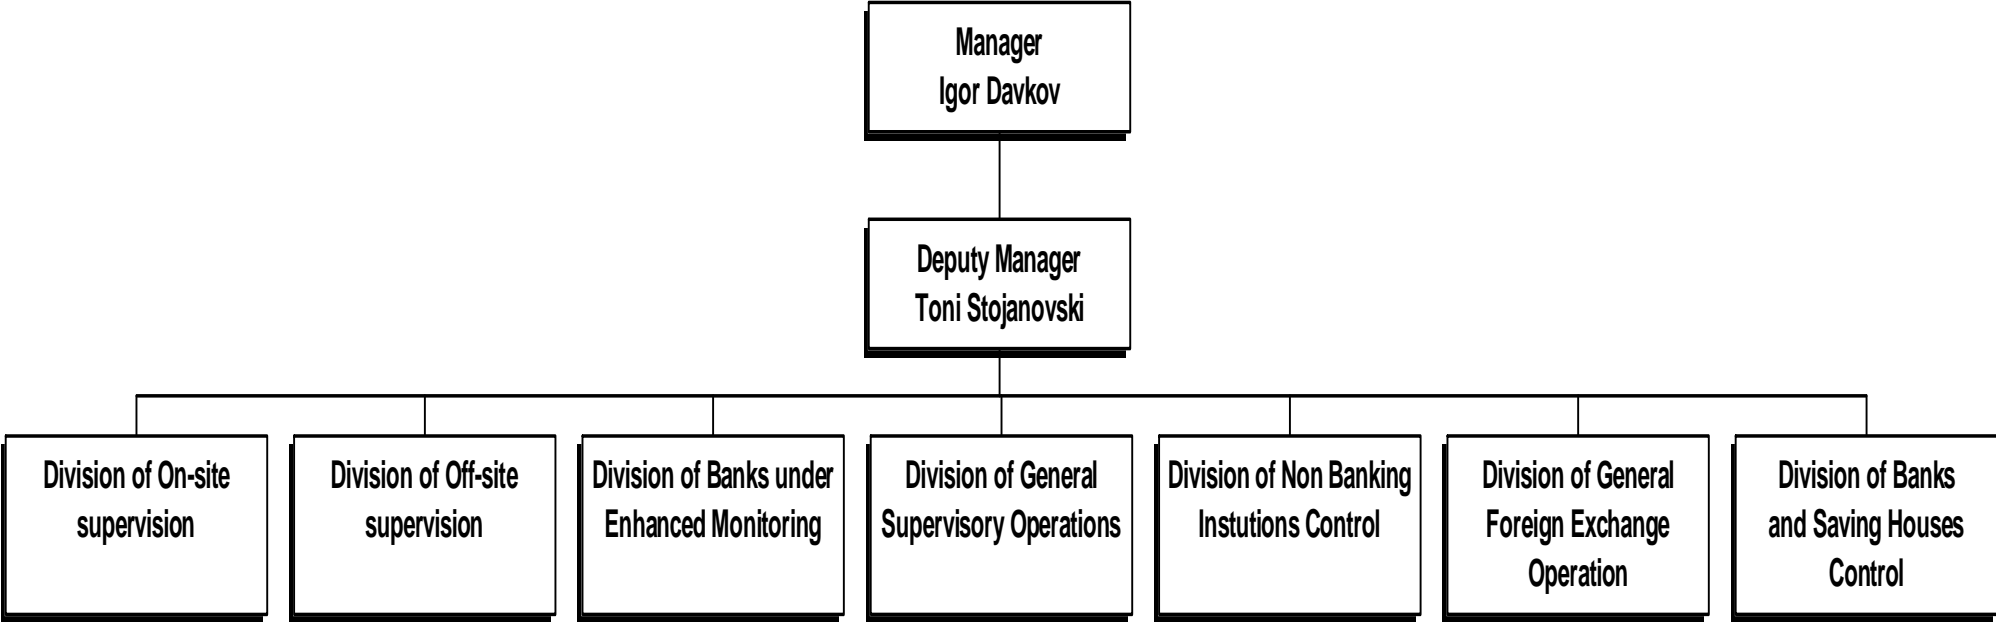 Manager
Igor Davkov
Deputy Manager
Toni Stojanovski
Division of On-site
supervision
Division of Off-site
supervision
Division of Banks under
Enhanced Monitoring
Division of General
Supervisory Operations
Division of Non Banking
Instutions Control
Division of General
Foreign Exchange
Operation
Division of Banks
and Saving Houses
Control